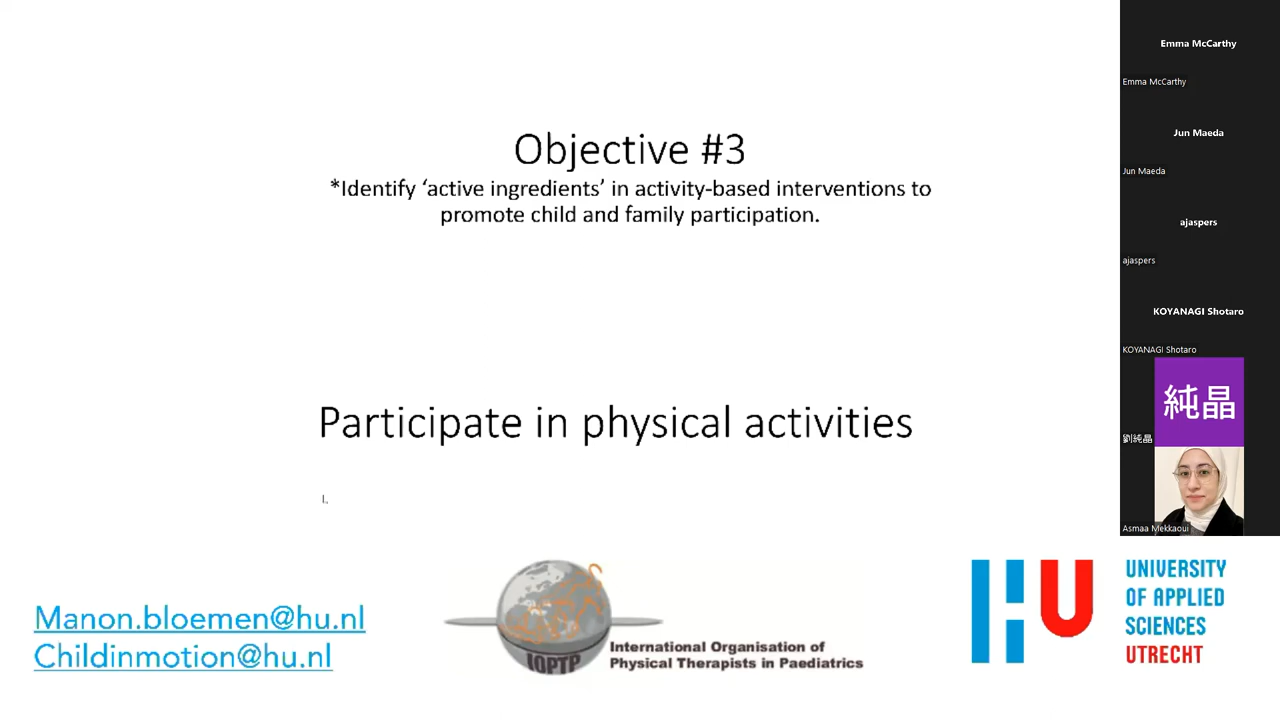 Objective #3
*Identify ‘active ingredients’ in activity-based interventions to
promote child and family participation.
Participate in physical activities
Manon.bloemen@hu.nl
Childinmotion@hu.nl
IOPTP
International Organisation of
Physical Therapists in Paediatrics
HU
UNIVERSITY
OF APPLIED
SCIENCES
UTRECHT
Emma McCarthy
Emma McCarthy
Jun Maeda
Jun Maeda
ajaspers
ajaspers
KOYANAGI Shotaro
KOYANAGI Shotaro
純晶
劉純晶
Asmaa Mekkaoui